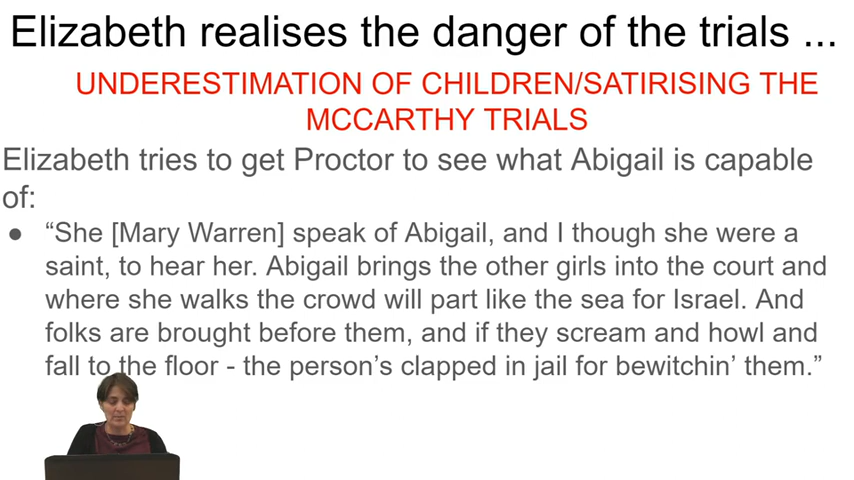 Elizabeth realises the danger of the trials ...
UNDERESTIMATION OF CHILDREN/SATIRISING THE
MCCARTHY TRIALS
Elizabeth tries to get Proctor to see what Abigail is capable
of:
● “She [Mary Warren] speak of Abigail, and I though she were a
saint, to hear her. Abigail brings the other girls into the court and
where she walks the crowd will part like the sea for Israel. And
folks are brought before them, and if they scream and howl and
fall to the floor - the person’s clapped in jail for bewitchin’ them.”